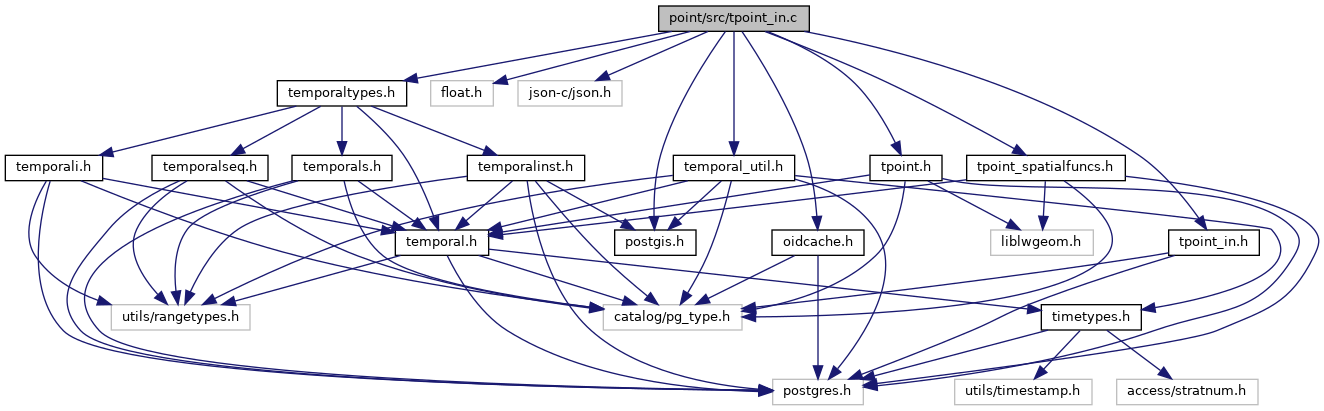 point/src/tpoint_in.c
temporaltypes.h
float.h
json-c/json.h
temporali.h
temporalseq.h
temporals.h
temporalinst.h
temporal_util.h
tpoint.h
tpoint_spatialfuncs.h
temporal.h
postgis.h
oidcache.h
liblwgeom.h
tpoint_in.h
utils/rangetypes.h
catalog/pg_type.h
timetypes.h
postgres.h
utils/timestamp.h
access/stratnum.h